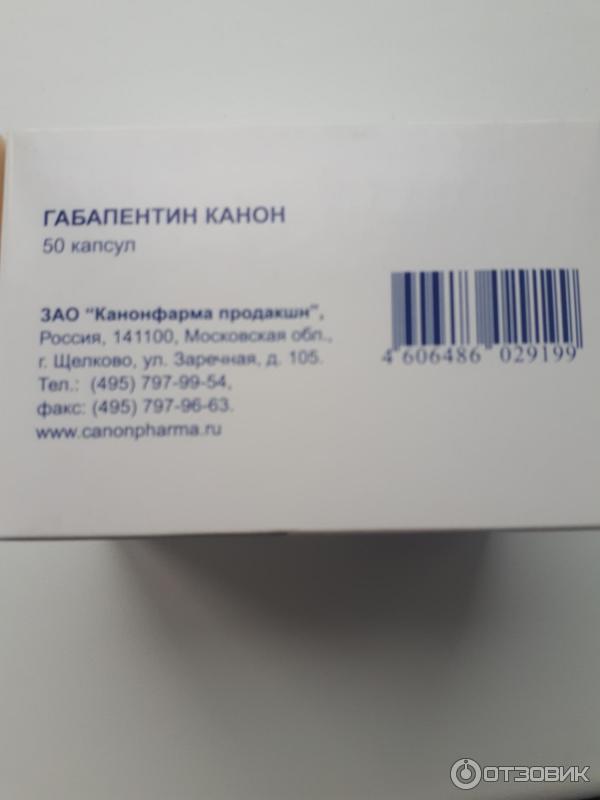 ГАБАПЕНТИН КАНОН
50 капсул
ЗАО "Канонфарма продакшн",
Россия, 141100, Московская обл.,
г. Щелково, ул. Заречная, д. 105.
Тел.: (495) 797-99-54,
факс: (495) 797-96-63.
www.canonpharma.ru
4 606486 029199
ОТЗОВИК